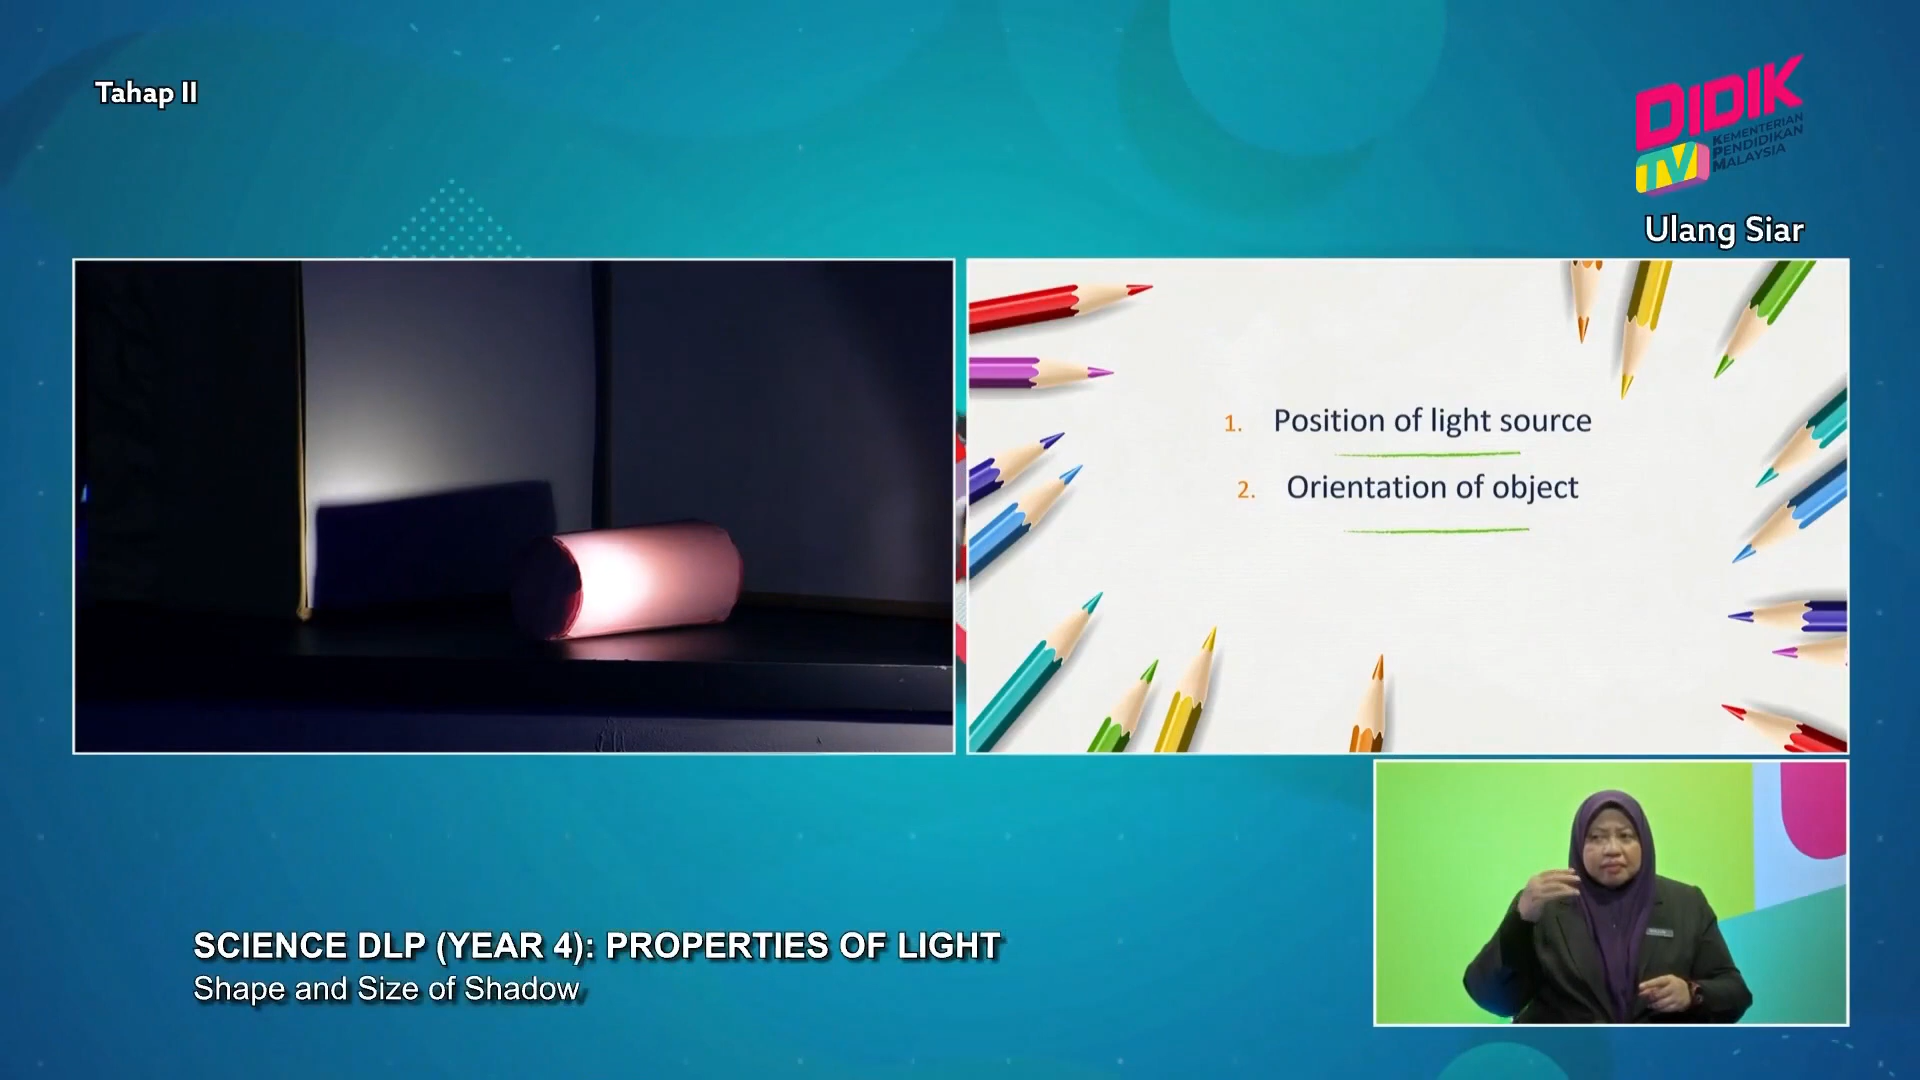 Tahap II
DIDIK
TV
KEMENTERIAN
PENDIDIKAN
MALAYSIA
Ulang Siar
1. Position of light source
2. Orientation of object
SCIENCE DLP (YEAR 4): PROPERTIES OF LIGHT
Shape and Size of Shadow